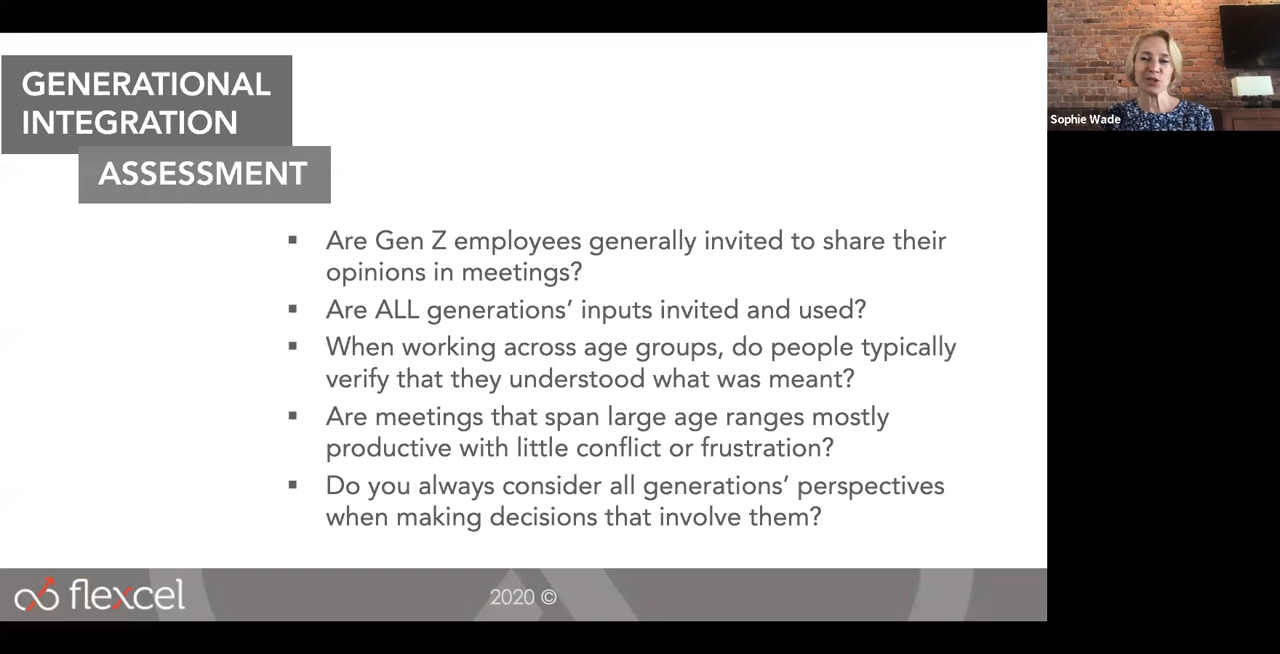 GENERATIONAL
INTEGRATION
ASSESSMENT
▪ Are Gen Z employees generally invited to share their
opinions in meetings?
▪ Are ALL generations’ inputs invited and used?
▪ When working across age groups, do people typically
verify that they understood what was meant?
▪ Are meetings that span large age ranges mostly
productive with little conflict or frustration?
▪ Do you always consider all generations’ perspectives
when making decisions that involve them?
flexcel
2020 ©
Sophie Wade